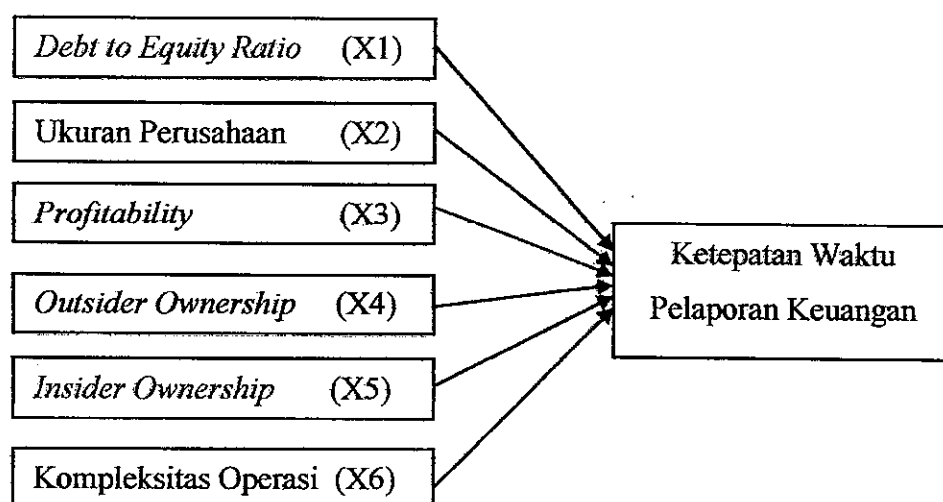 Debt to Equity Ratio (X1)
Ukuran Perusahaan (X2)
Profitability (X3)
Outsider Ownership (X4)
Insider Ownership (X5)
Kompleksitas Operasi (X6)
Ketepatan Waktu
Pelaporan Keuangan